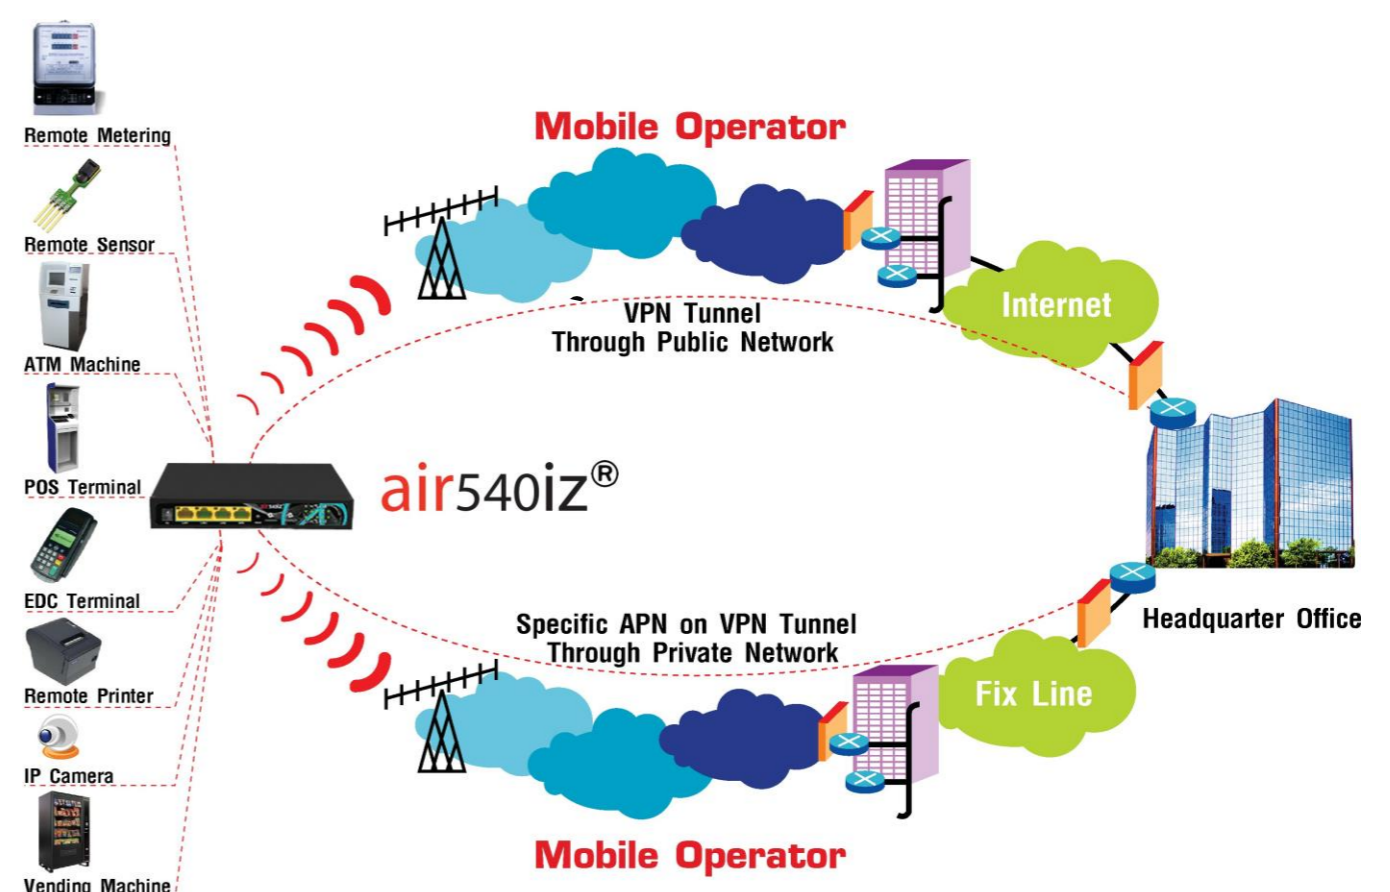 Remote Metering
Remote Sensor
ATM Machine
POS Terminal
EDC Terminal
Remote Printer
IP Camera
Vending Machine
air540iz®
Mobile Operator
VPN Tunnel
Through Public Network
Internet
Specific APN on VPN Tunnel
Through Private Network
Fix Line
Mobile Operator
Headquarter Office